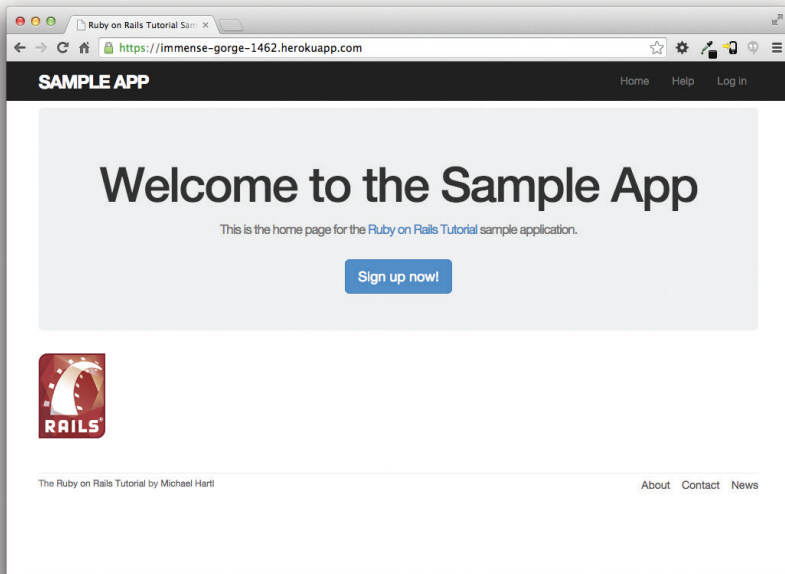 Ruby on Rails Tutorial Sam
https://immense-gorge-1462.herokuapp.com
SAMPLE APP
Home Help Log in
Welcome to the Sample App
This is the home page for the Ruby on Rails Tutorial sample application.
Sign up now!
RAILS®
The Ruby on Rails Tutorial by Michael Hartl
About Contact News